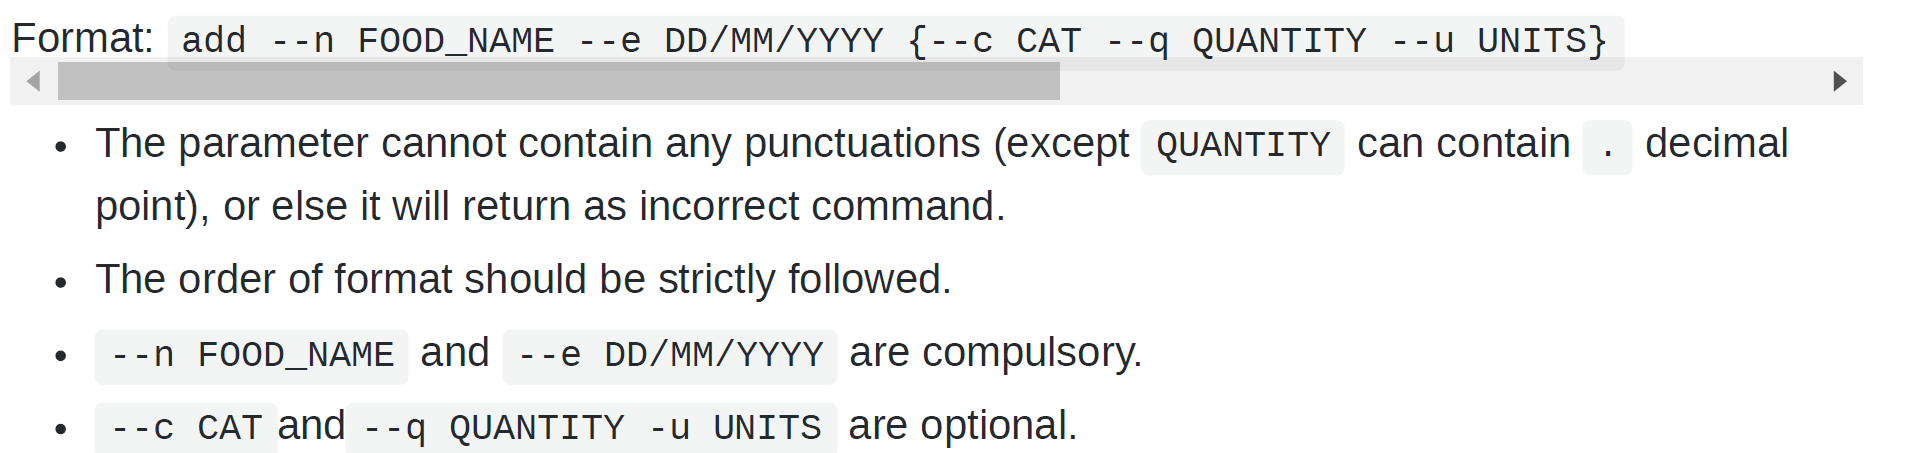 Format: add --n FOOD_NAME --e DD/MM/YYYY {--c CAT --q QUANTITY --u UNITS}
• The parameter cannot contain any punctuations (except QUANTITY can contain . decimal
point), or else it will return as incorrect command.
• The order of format should be strictly followed.
• --n FOOD_NAME and --e DD/MM/YYYY are compulsory.
• --c CAT and --q QUANTITY -u UNITS are optional.